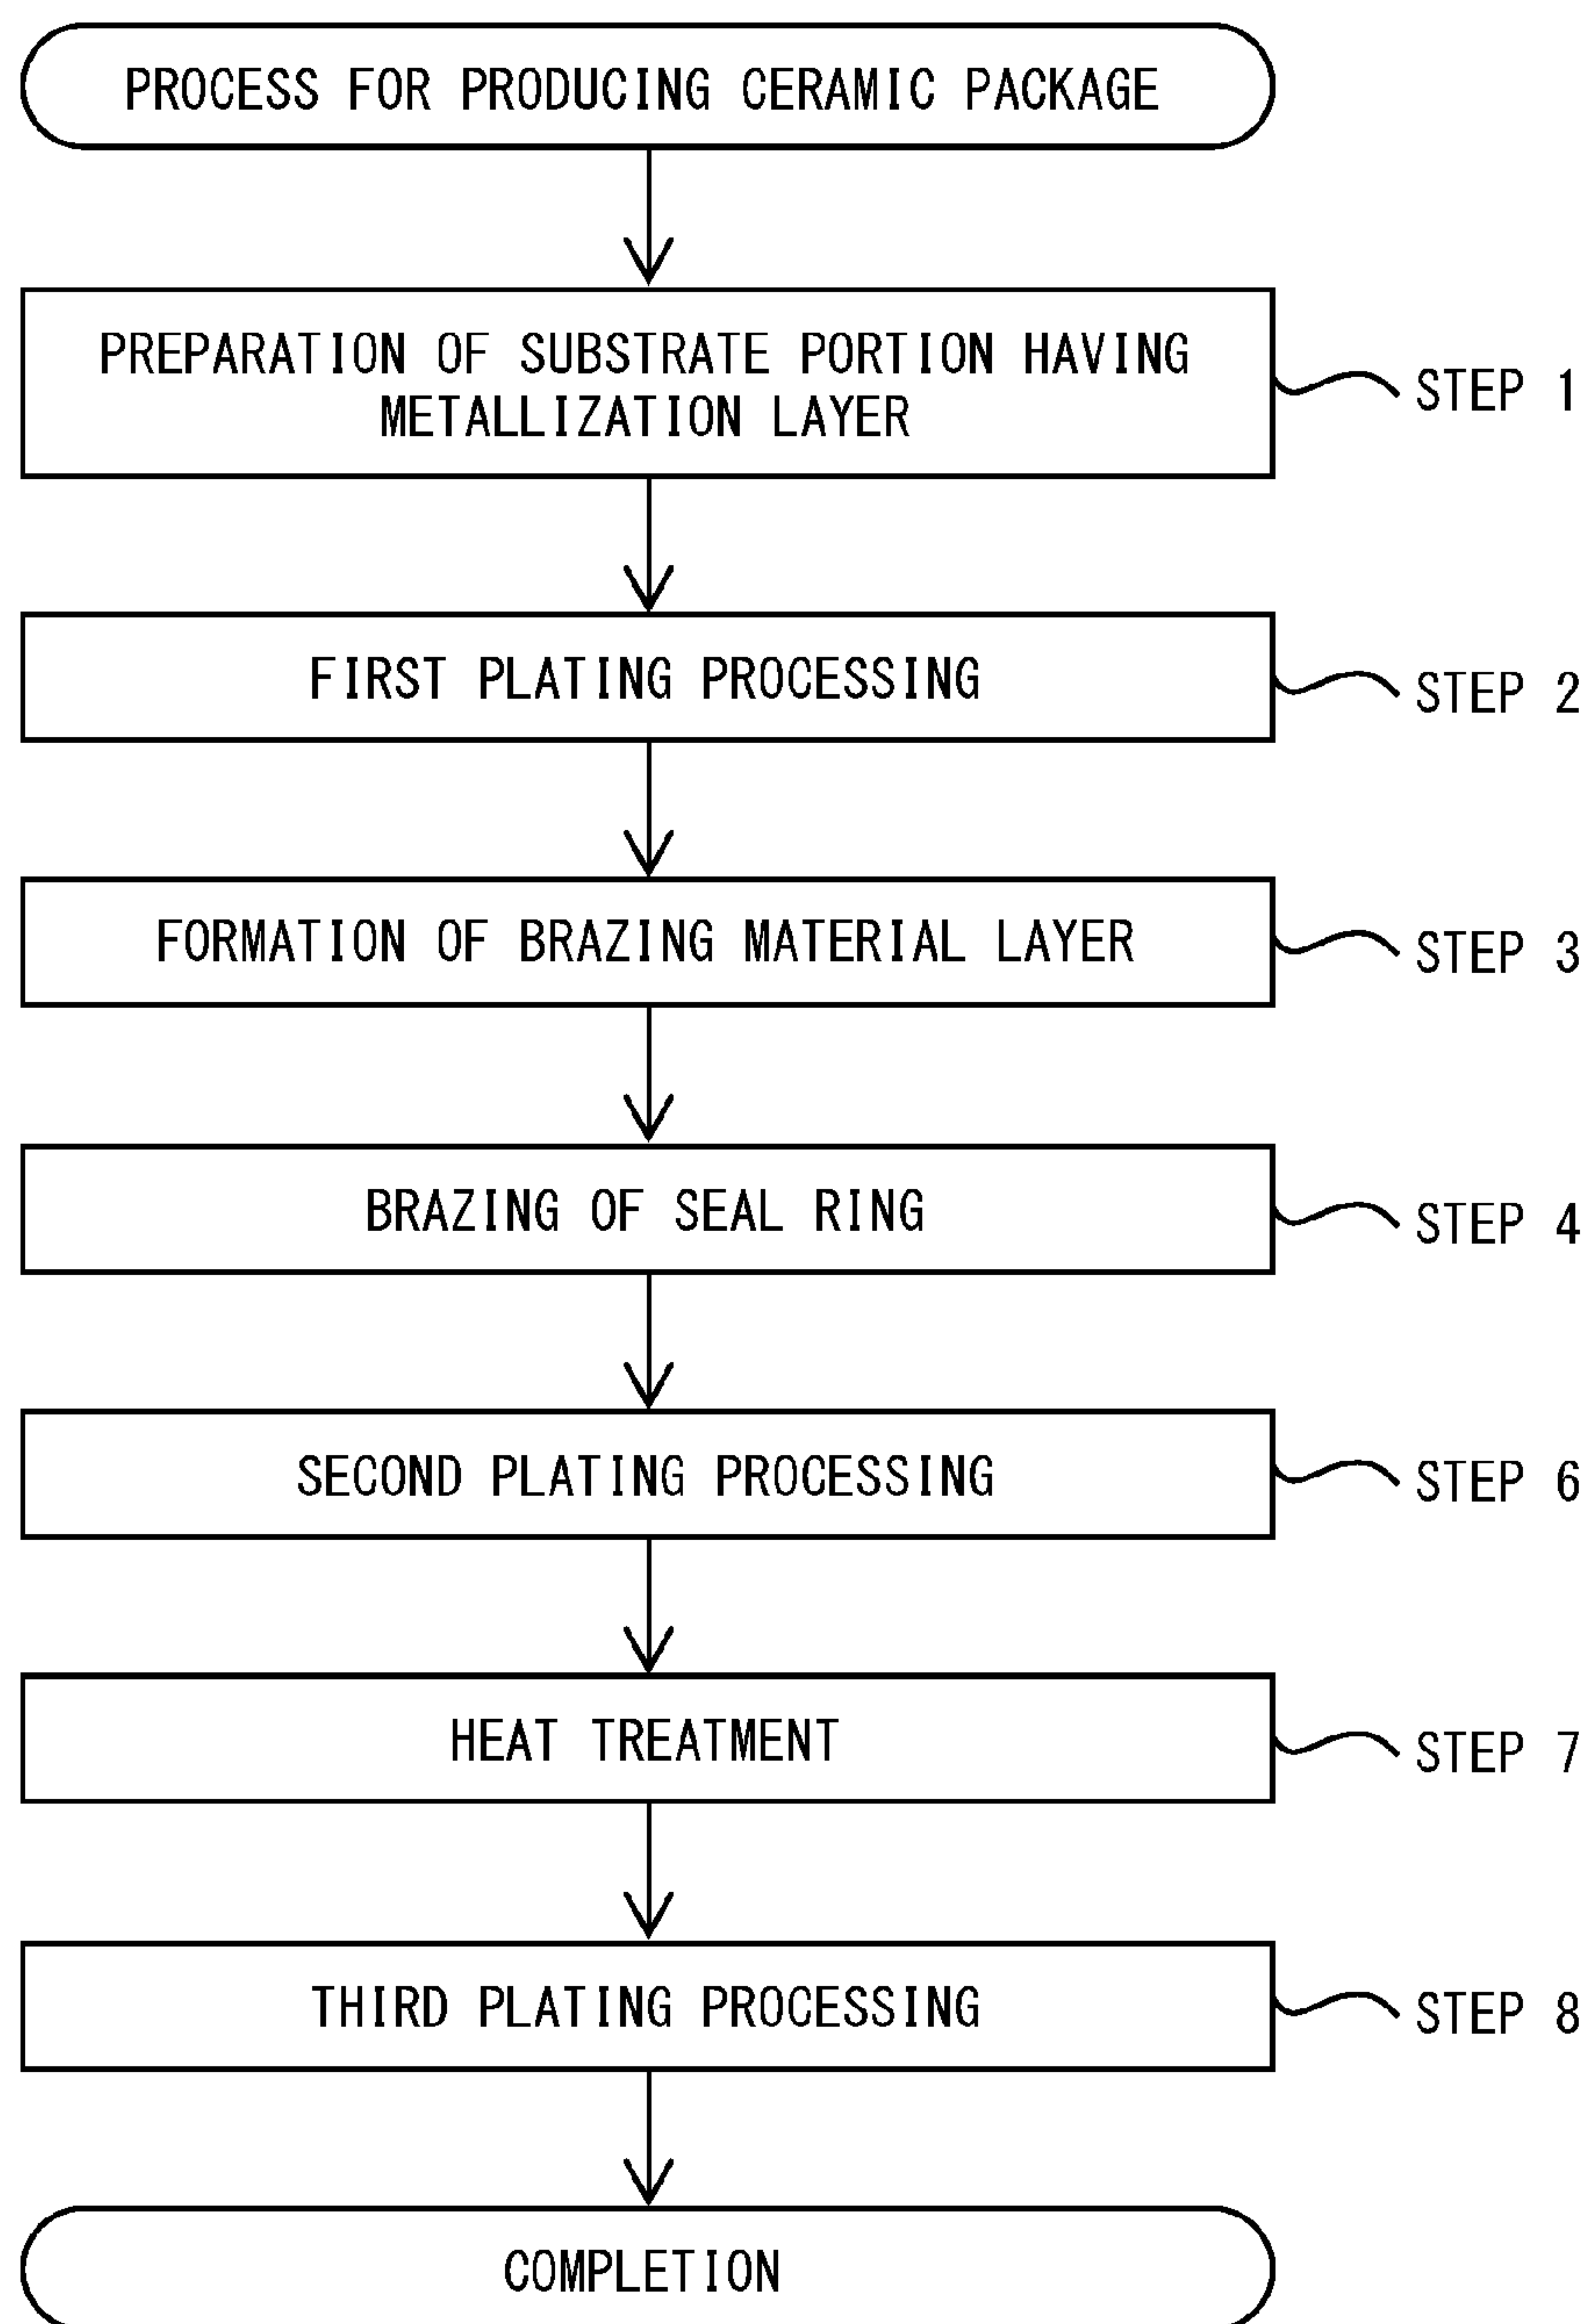 PROCESS FOR PRODUCING CERAMIC PACKAGE
PREPARATION OF SUBSTRATE PORTION HAVING
METALLIZATION LAYER
STEP 1
FIRST PLATING PROCESSING
STEP 2
FORMATION OF BRAZING MATERIAL LAYER
STEP 3
BRAZING OF SEAL RING
STEP 4
SECOND PLATING PROCESSING
STEP 6
HEAT TREATMENT
STEP 7
THIRD PLATING PROCESSING
STEP 8
COMPLETION